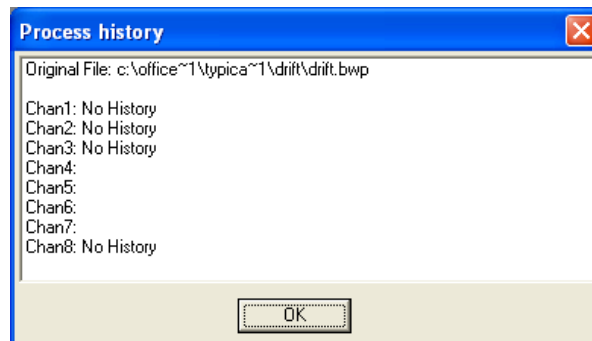 Process history
Original File: c:\office~1\typica~1\drift\drift.bwp
Chan1: No History
Chan2: No History
Chan3: No History
Chan4:
Chan5:
Chan6:
Chan7:
Chan8: No History
OK